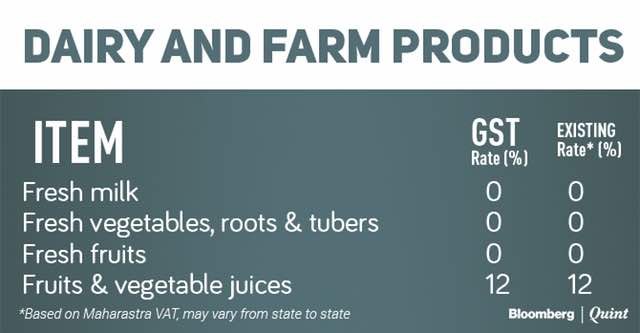 DAIRY AND FARM PRODUCTS
ITEM GST Rate (%) EXISTING Rate* (%)
Fresh milk 0 0
Fresh vegetables, roots & tubers 0 0
Fresh fruits 0 0
Fruits & vegetable juices 12 12
*Based on Maharastra VAT, may vary from state to state Bloomberg | Quint